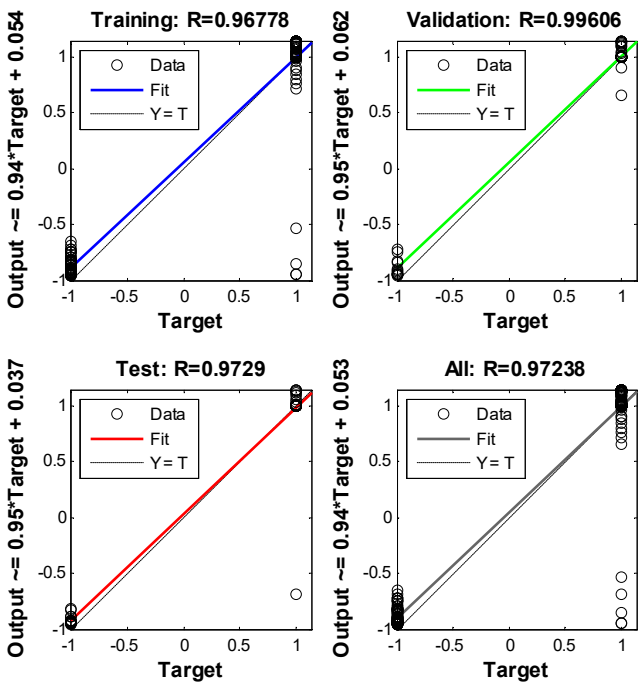 Training: R=0.96778
Output ~= 0.94*Target + 0.054
Data
Fit
Y = T
1
0.5
0
-0.5
-1
-1 -0.5 0 0.5 1
Target
Validation: R=0.99606
Output ~= 0.95*Target + 0.062
Data
Fit
Y = T
1
0.5
0
-0.5
-1
-1 -0.5 0 0.5 1
Target
Test: R=0.9729
Output ~= 0.95*Target + 0.037
Data
Fit
Y = T
1
0.5
0
-0.5
-1
-1 -0.5 0 0.5 1
Target
All: R=0.97238
Output ~= 0.94*Target + 0.053
Data
Fit
Y = T
1
0.5
0
-0.5
-1
-1 -0.5 0 0.5 1
Target